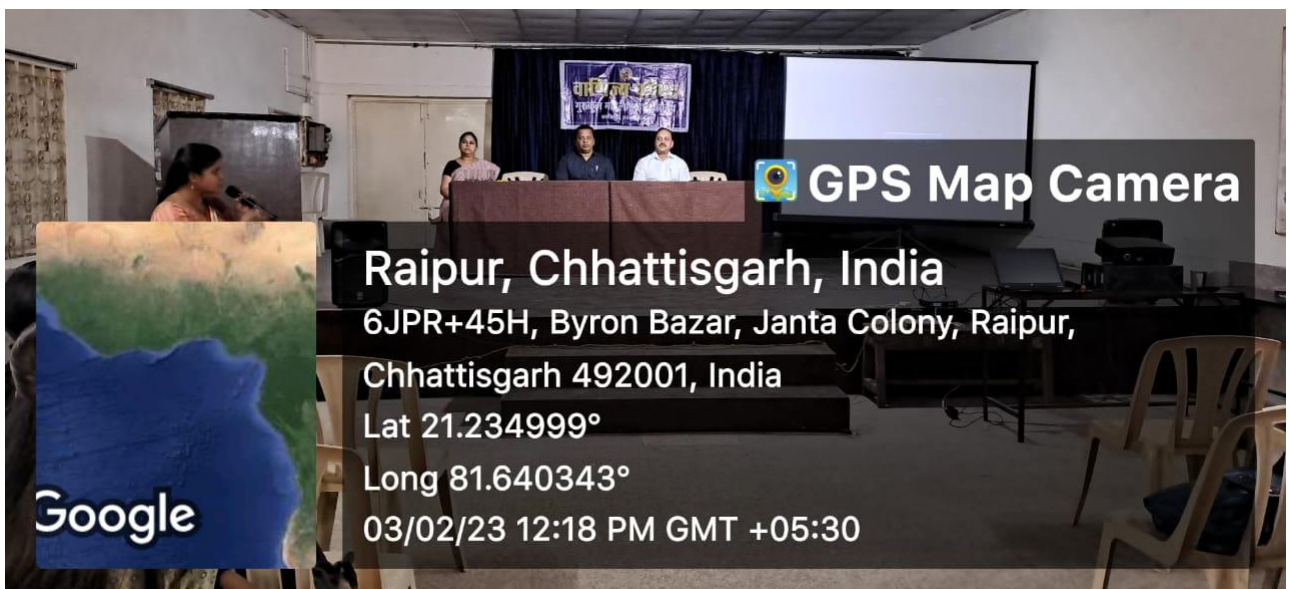 वाणिज्य
GPS Map Camera
Raipur, Chhattisgarh, India
6JPR+45H, Byron Bazar, Janta Colony, Raipur,
Chhattisgarh 492001, India
Lat 21.234999°
Long 81.640343°
03/02/23 12:18 PM GMT +05:30
Google